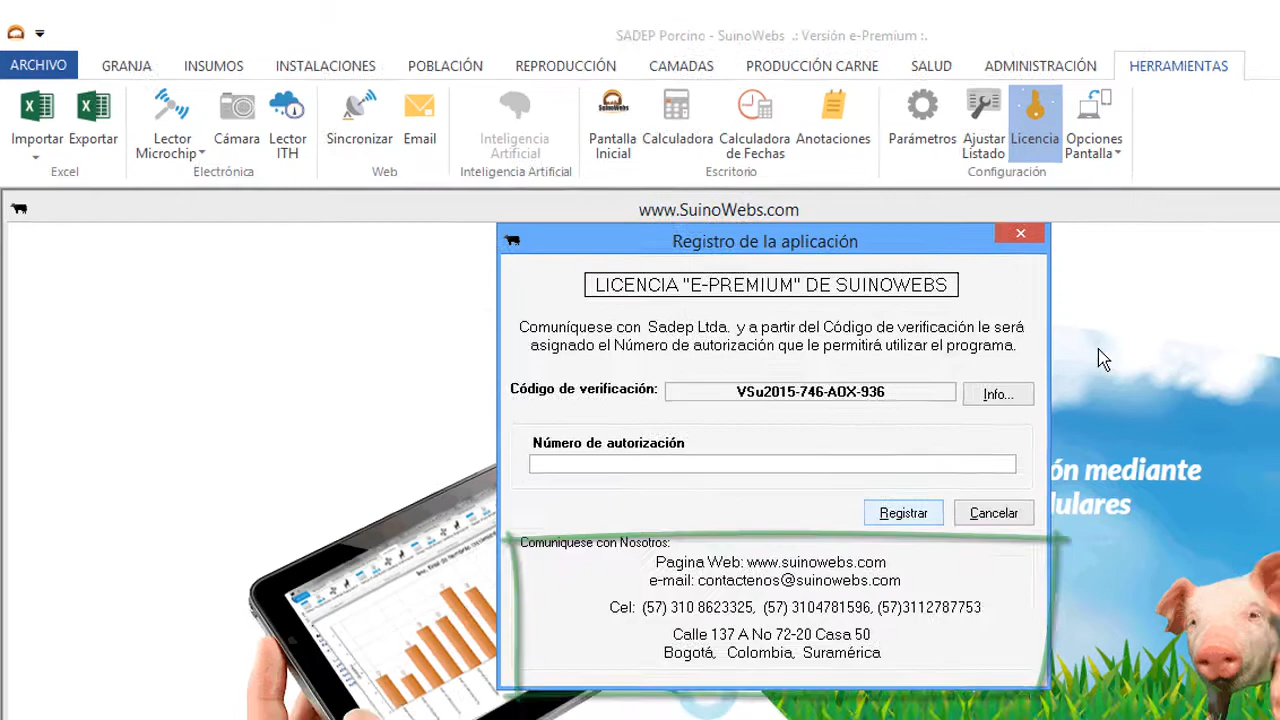 SADEP Porcino - SuinoWebs .: Versión e-Premium :.
ARCHIVO GRANJA INSUMOS INSTALACIONES POBLACIÓN REPRODUCCIÓN CAMADAS PRODUCCIÓN CARNE SALUD ADMINISTRACIÓN HERRAMIENTAS
SuinoWebs
Importar Exportar Lector Microchip Cámara Lector ITH Sincronizar Email Inteligencia Artificial Pantalla Inicial Calculadora Calculadora de Fechas Anotaciones Parámetros Ajustar Listado Licencia Opciones Pantalla
Excel Electrónica Web Inteligencia Artificial Escritorio Configuración
www.SuinoWebs.com
Registro de la aplicación
LICENCIA "E-PREMIUM" DE SUINOWEBS
Comuníquese con Sadep Ltda. y a partir del Código de verificación le será
asignado el Número de autorización que le permitirá utilizar el programa.
Código de verificación: VSu2015-746-AOX-936 Info...
Número de autorización
ón mediante
lulares
Registrar Cancelar
Comuniquese con Nosotros:
Pagina Web: www.suinowebs.com
e-mail: contactenos@suinowebs.com
Cel: (57) 310 8623325, (57) 3104781596, (57)3112787753
Calle 137 A No 72-20 Casa 50
Bogotá, Colombia, Suramérica